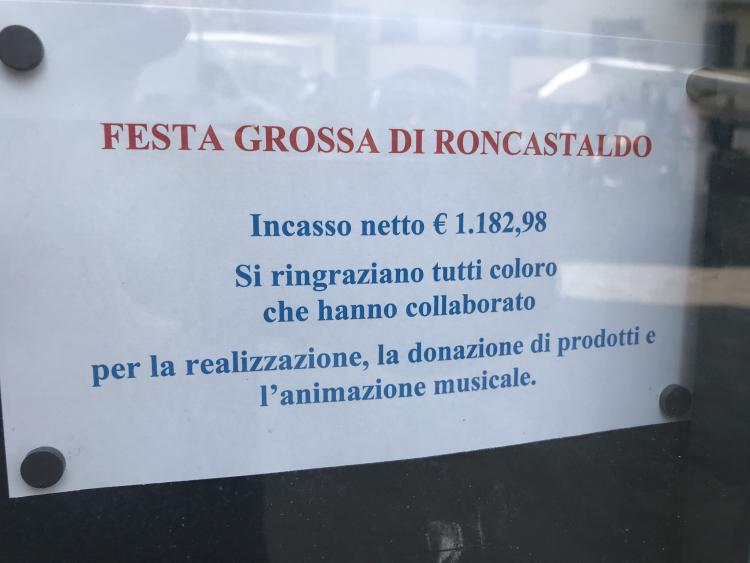 FESTA GROSSA DI RONCASTALDO
Incasso netto € 1.182,98
Si ringraziano tutti coloro
che hanno collaborato
per la realizzazione, la donazione di prodotti e
l'animazione musicale.